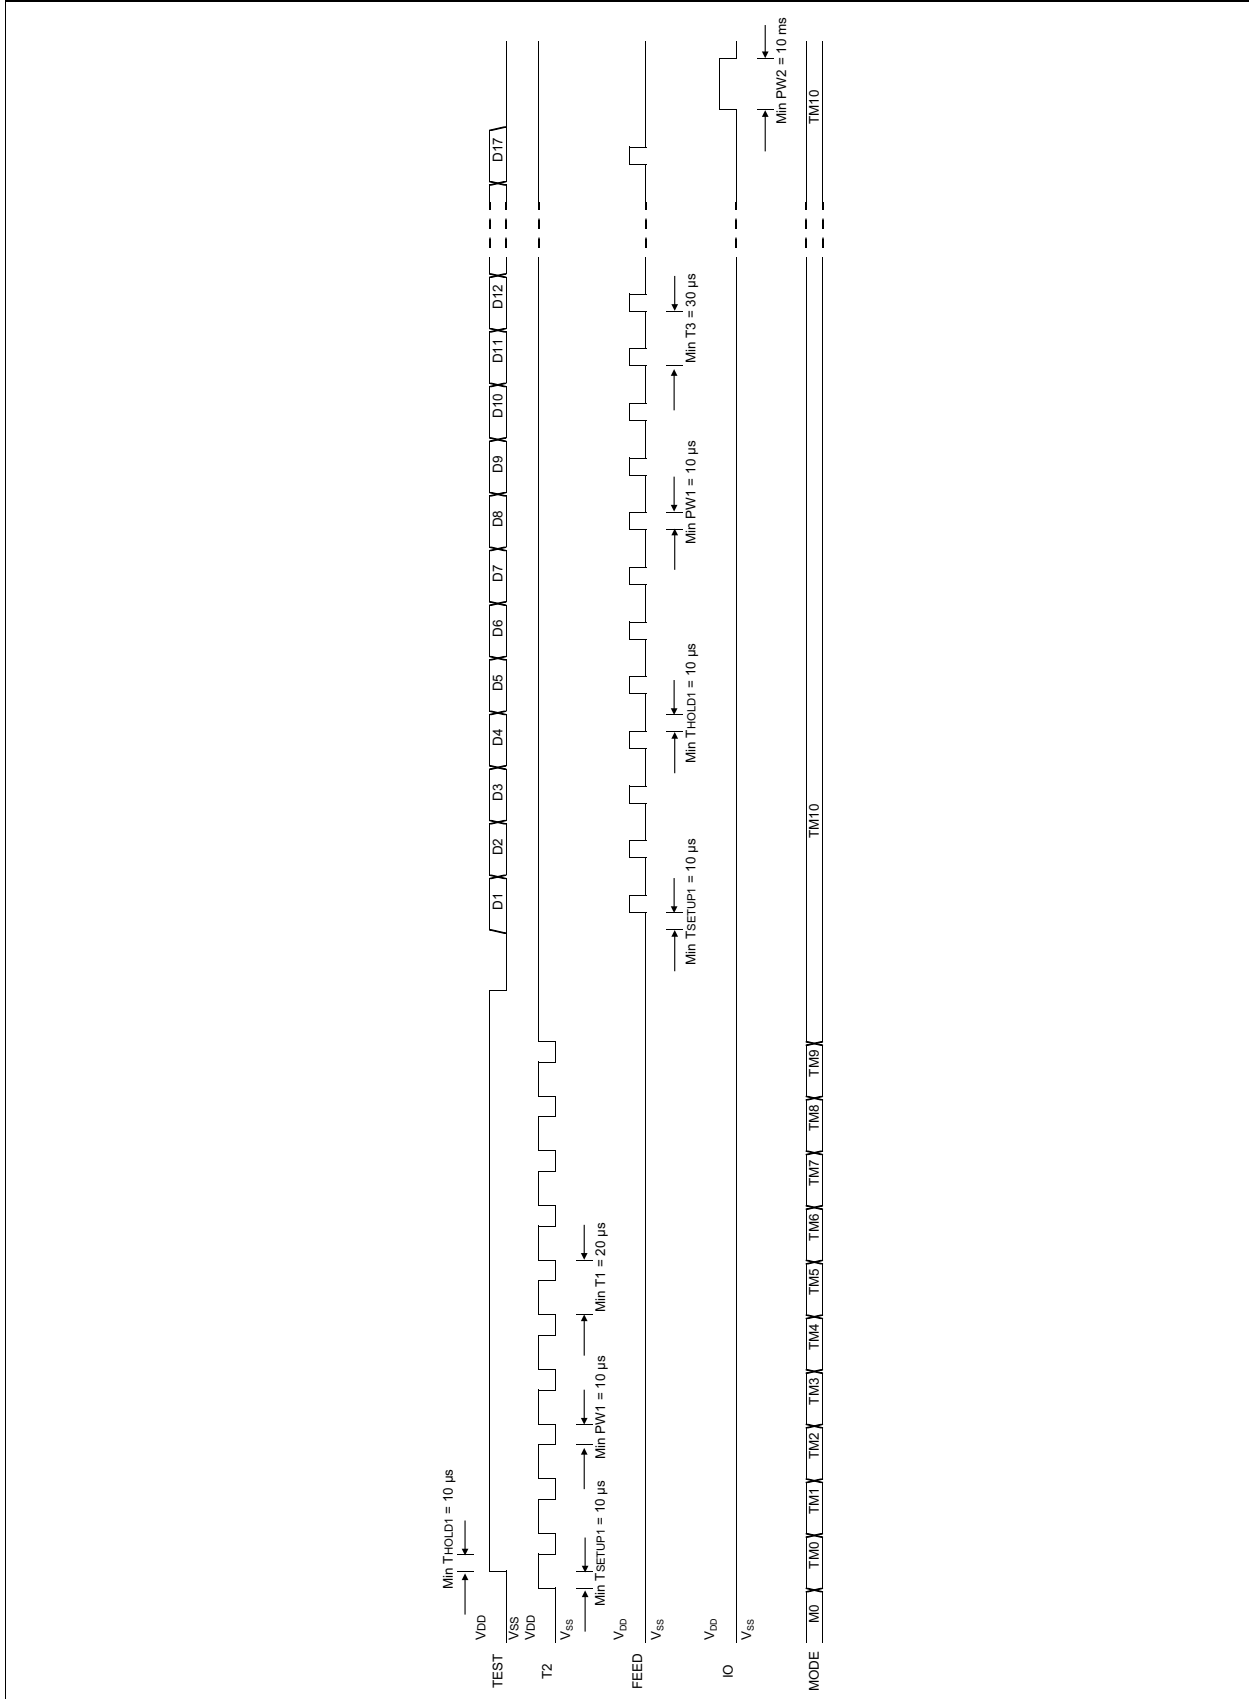 Min THOLD1 = 10 µs
TEST
VDD
VSS
D1
D2
D3
D4
D5
D6
D7
D8
D9
D10
D11
D12
D17
T2
VDD
VSS
Min TSETUP1 = 10 µs
Min PW1 = 10 µs
Min T1 = 20 µs
FEED
VDD
VSS
Min TSETUP1 = 10 µs
Min THOLD1 = 10 µs
Min PW1 = 10 µs
Min T3 = 30 µs
IO
VDD
VSS
Min PW2 = 10 ms
MODE
M0
TM0
TM1
TM2
TM3
TM4
TM5
TM6
TM7
TM8
TM9
TM10
TM10